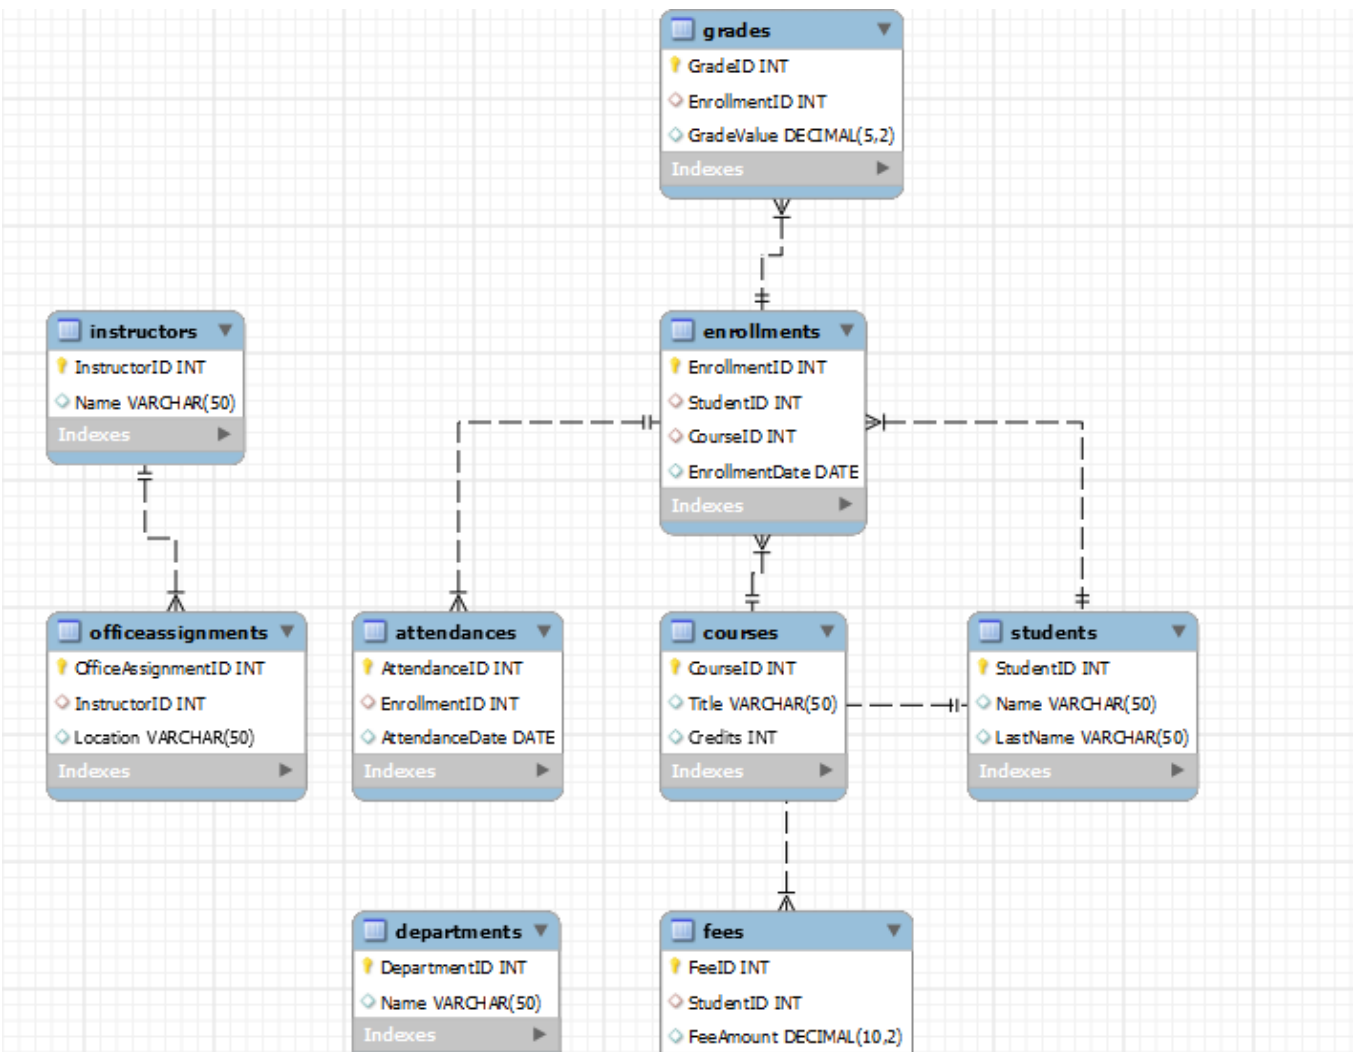 grades
GradeID INT
EnrollmentID INT
GradeValue DECIMAL(5,2)
Indexes
instructors
InstructorID INT
Name VARCHAR(50)
Indexes
enrollments
EnrollmentID INT
StudentID INT
CourseID INT
EnrollmentDate DATE
Indexes
officeassignments
OfficeAssignmentID INT
InstructorID INT
Location VARCHAR(50)
Indexes
attendances
AttendanceID INT
EnrollmentID INT
AttendanceDate DATE
Indexes
courses
CourseID INT
Title VARCHAR(50)
Credits INT
Indexes
students
StudentID INT
Name VARCHAR(50)
LastName VARCHAR(50)
Indexes
departments
DepartmentID INT
Name VARCHAR(50)
Indexes
fees
FeeID INT
StudentID INT
FeeAmount DECIMAL(10,2)